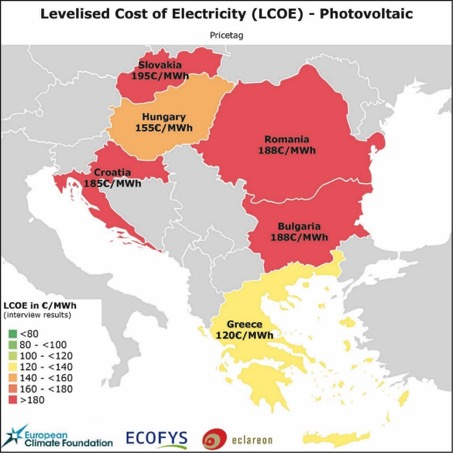 Levelised Cost of Electricity (LCOE) - Photovoltaic
Pricetag
Slovakia
195€/MWh
Hungary
155€/MWh
Romania
188€/MWh
Croatia
185€/MWh
Bulgaria
188€/MWh
Greece
120€/MWh
LCOE in €/MWh
(interview results)
<80
80 - <100
100 - <120
120 - <140
140 - <160
160 - <180
>180
European
Climate Foundation
ECOFYS
eclareon